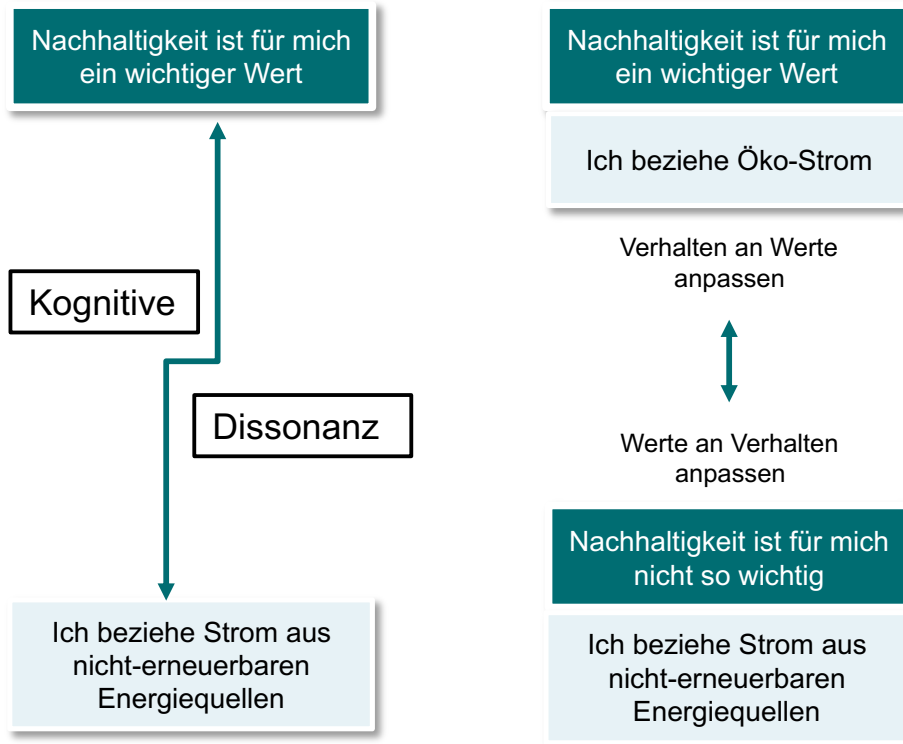 Nachhaltigkeit ist für mich
ein wichtiger Wert
Kognitive
Dissonanz
Ich beziehe Strom aus
nicht-erneuerbaren
Energiequellen
Nachhaltigkeit ist für mich
ein wichtiger Wert
Ich beziehe Öko-Strom
Verhalten an Werte
anpassen
Werte an Verhalten
anpassen
Nachhaltigkeit ist für mich
nicht so wichtig
Ich beziehe Strom aus
nicht-erneuerbaren
Energiequellen